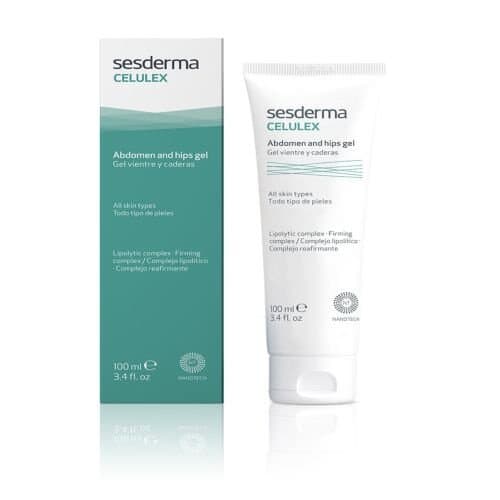 sesderma
CELULEX
Abdomen and hips gel
Gel vientre y caderas
All skin types
Todo tipo de pieles
Lipolytic complex · Firming
complex / Complejo lipolítico
· Complejo reafirmante
100 ml ℮
3.4 fl. oz
NT
NANOTECH
sesderma
CELULEX
Abdomen and hips gel
Gel vientre y caderas
All skin types
Todo tipo de pieles
Lipolytic complex · Firming
complex / Complejo lipolítico ·
Complejo reafirmante
100 ml ℮
3.4 fl. oz
NT
NANOTECH